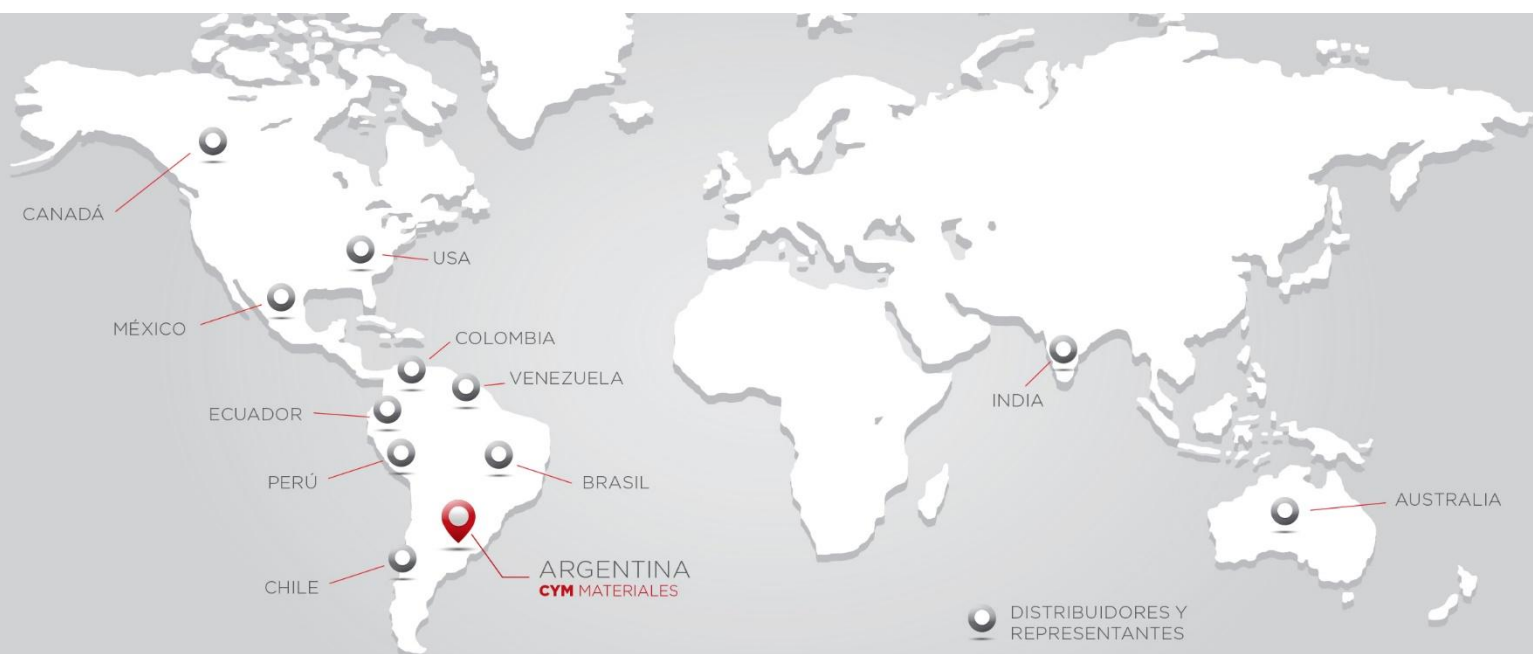 CANADÁ
USA
MÉXICO
COLOMBIA
VENEZUELA
ECUADOR
INDIA
PERÚ
BRASIL
AUSTRALIA
ARGENTINA
CYM MATERIALES
CHILE
DISTRIBUIDORES Y
REPRESENTANTES